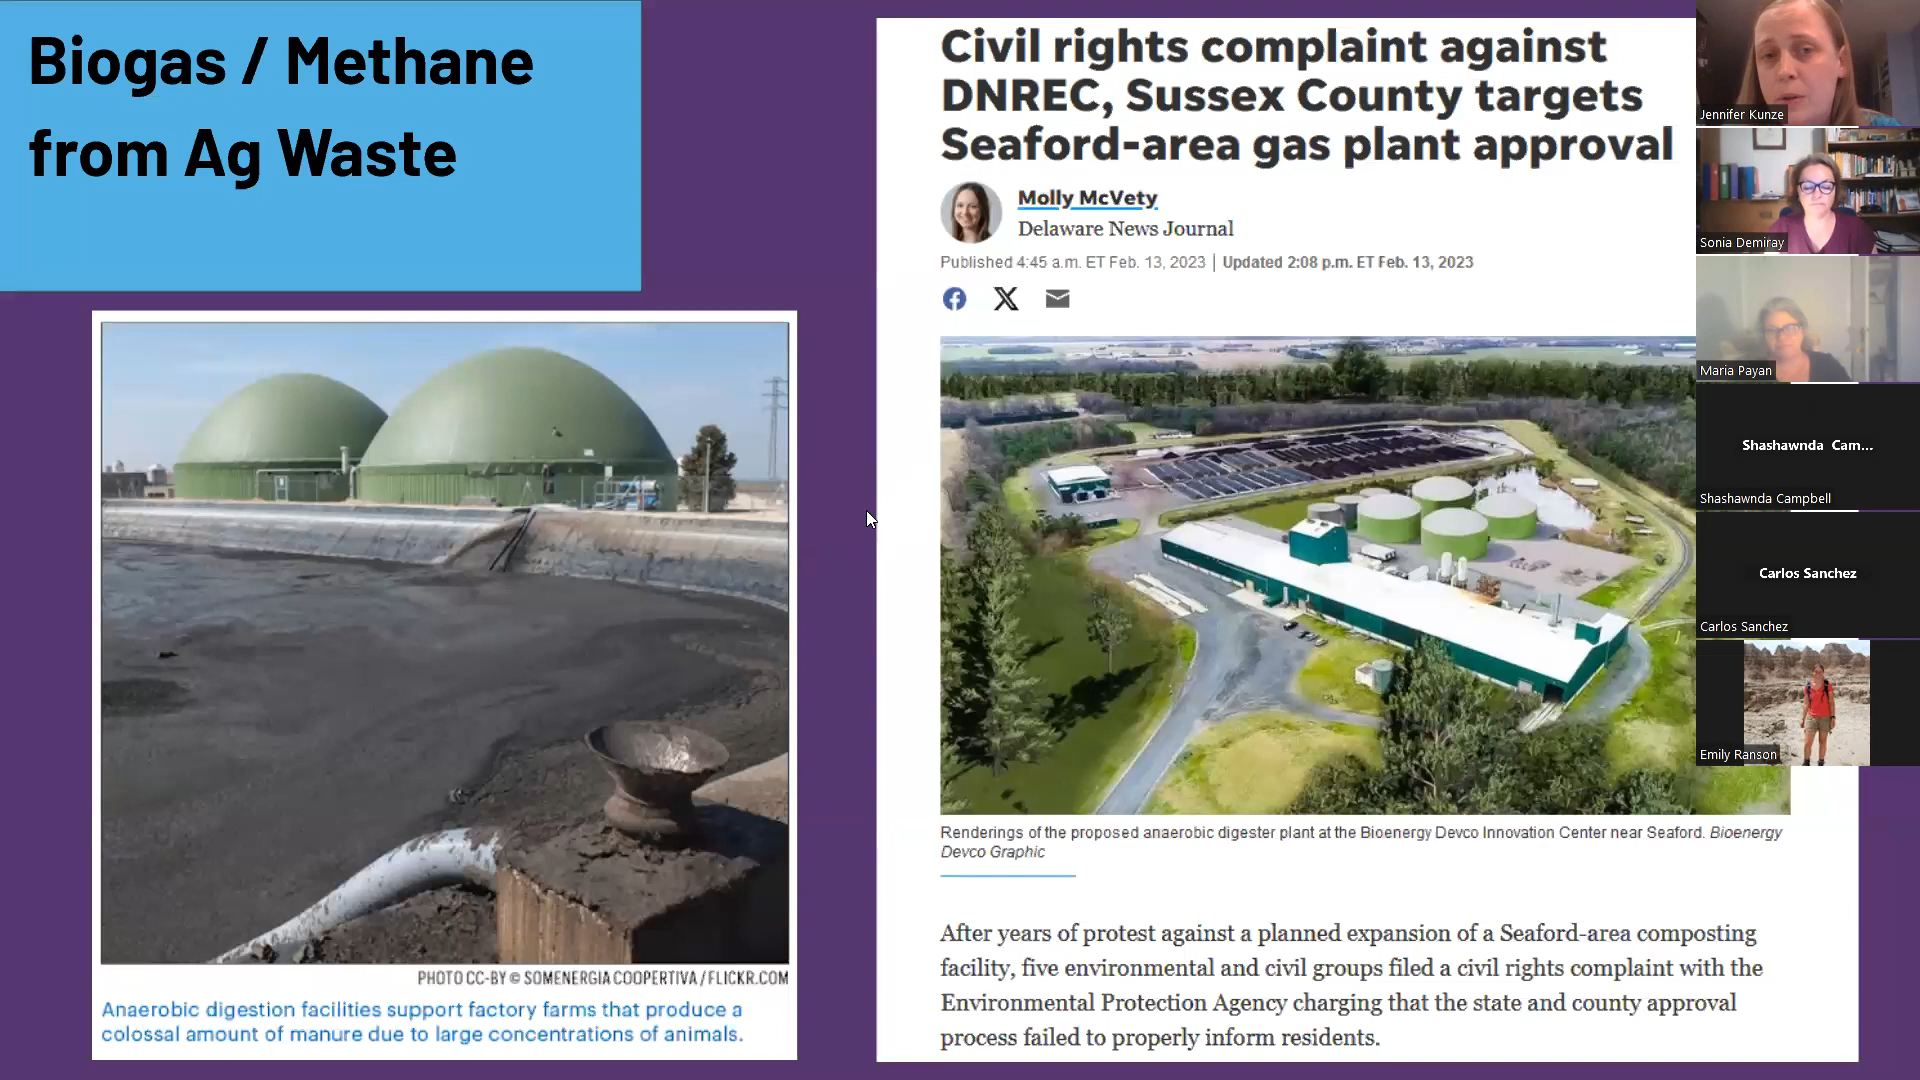 Biogas / Methane
from Ag Waste
PHOTO CC-BY © SOMENERGIA COOPERTIVA / FLICKR.COM
Anaerobic digestion facilities support factory farms that produce a
colossal amount of manure due to large concentrations of animals.
Civil rights complaint against
DNREC, Sussex County targets
Seaford-area gas plant approval
Molly McVety
Delaware News Journal
Published 4:45 a.m. ET Feb. 13, 2023 | Updated 2:08 p.m. ET Feb. 13, 2023
Renderings of the proposed anaerobic digester plant at the Bioenergy Devco Innovation Center near Seaford. Bioenergy
Devco Graphic
After years of protest against a planned expansion of a Seaford-area composting
facility, five environmental and civil groups filed a civil rights complaint with the
Environmental Protection Agency charging that the state and county approval
process failed to properly inform residents.
Jennifer Kunze
Sonia Demiray
Maria Payan
Shashawnda Cam...
Shashawnda Campbell
Carlos Sanchez
Carlos Sanchez
Emily Ranson